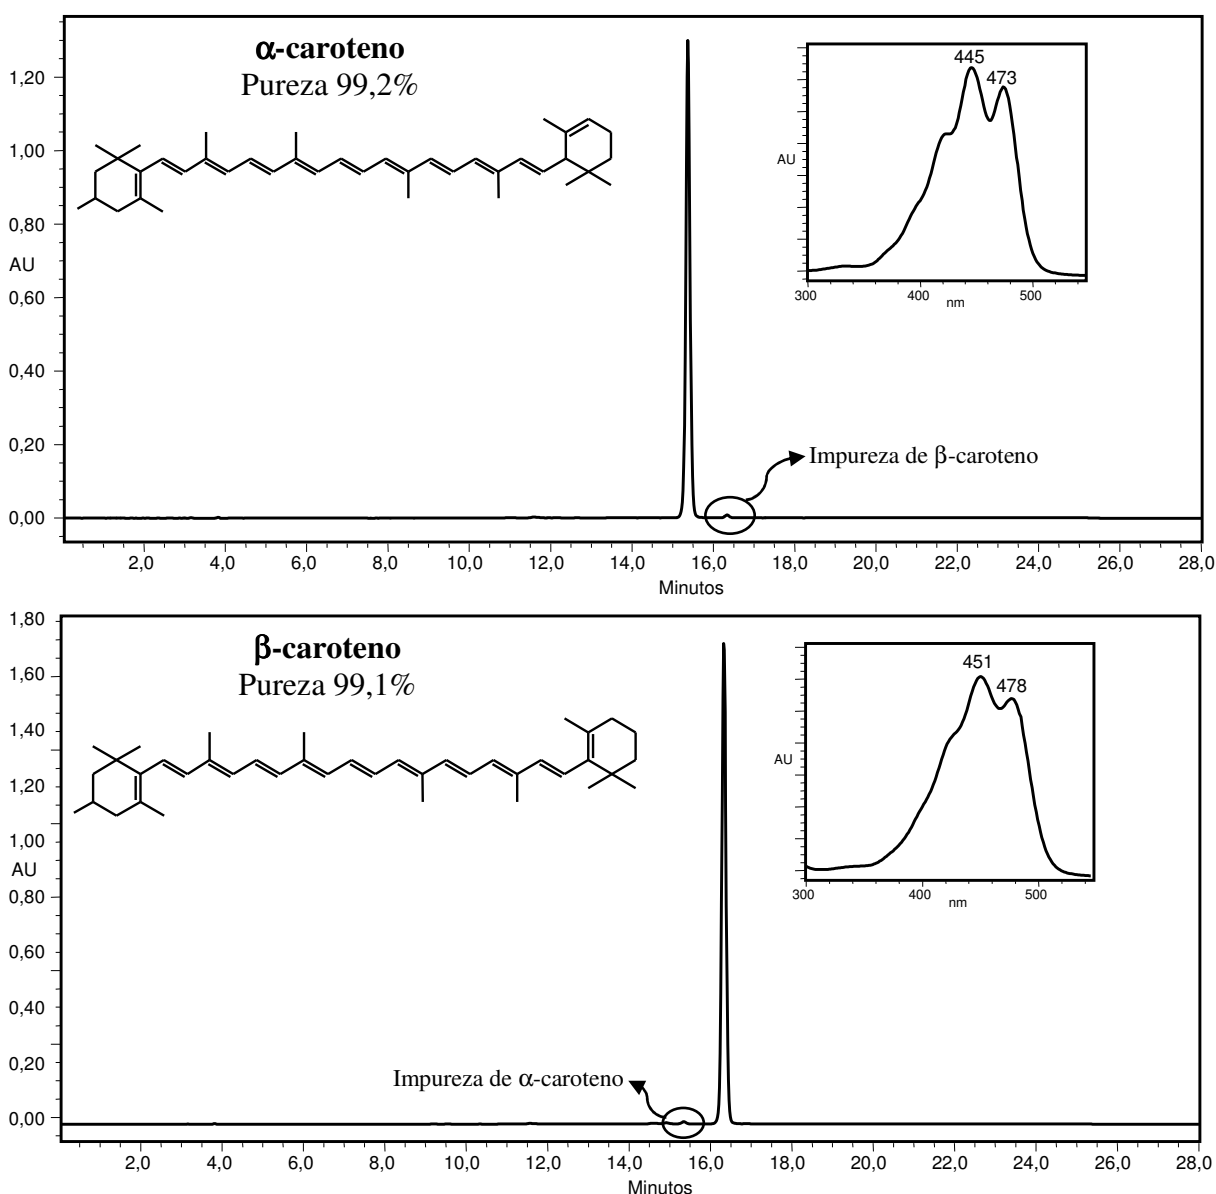 α-caroteno
Pureza 99,2%
445
473
AU
300
400
500
nm
1,20
1,00
0,80
AU
0,60
0,40
0,20
0,00
Impureza de β-caroteno
2,0 4,0 6,0 8,0 10,0 12,0 14,0 16,0 18,0 20,0 22,0 24,0 26,0 28,0
Minutos
β-caroteno
Pureza 99,1%
451
478
AU
300
400
500
nm
1,80
1,60
1,40
1,20
1,00
AU
0,80
0,60
0,40
0,20
0,00
Impureza de α-caroteno
2,0 4,0 6,0 8,0 10,0 12,0 14,0 16,0 18,0 20,0 22,0 24,0 26,0 28,0
Minutos